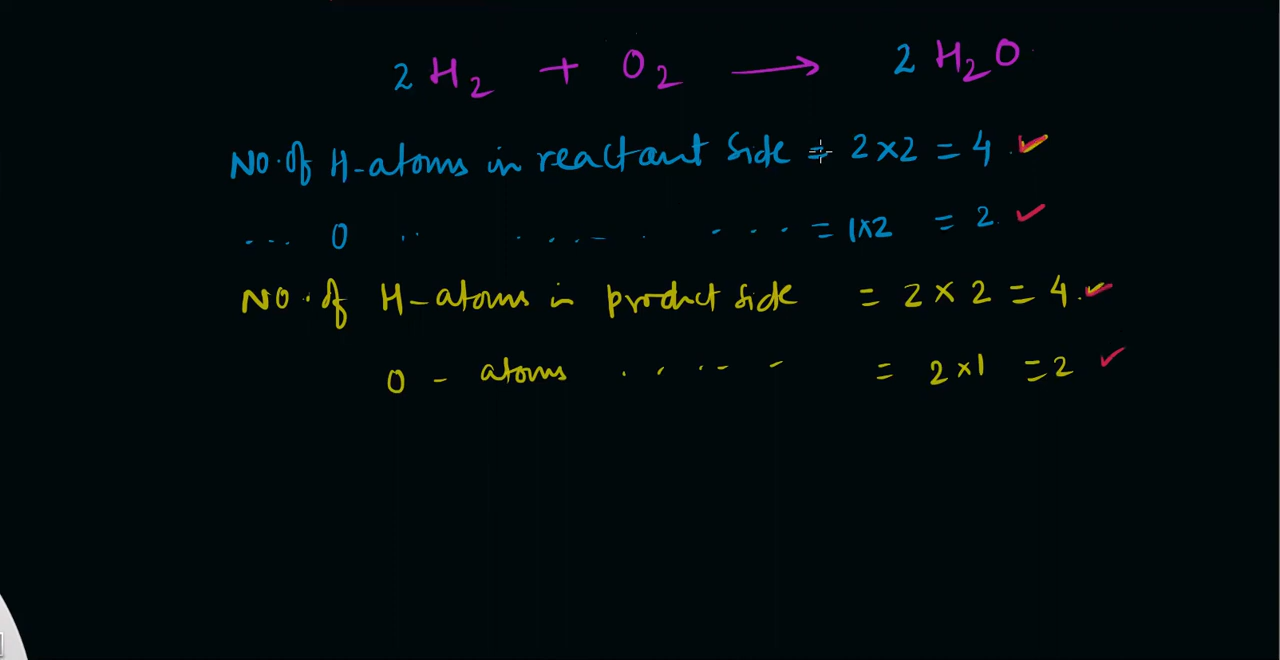 2 H₂ + O₂ ⟶ 2 H₂O
NO. Of H-atoms in reactant side = 2×2 = 4.✓
... O .. .... . .... = 1×2 = 2.✓
NO. of H-atoms in product side = 2 × 2 = 4.✓
O - atoms ..... - = 2×1 = 2 ✓